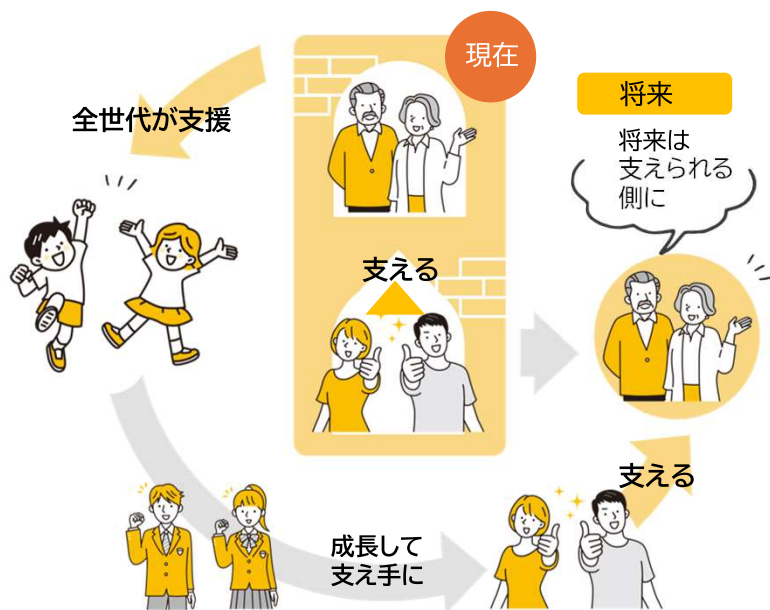 現在
全世代が支援
支える
将来
将来は
支えられる
側に
支える
成長して
支え手に